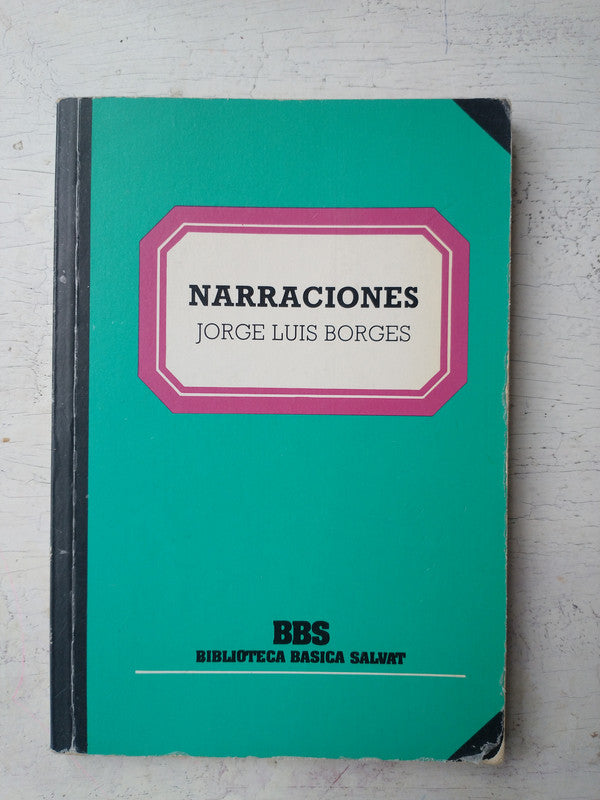 NARRACIONES
JORGE LUIS BORGES
BBS
BIBLIOTECA BASICA SALVAT